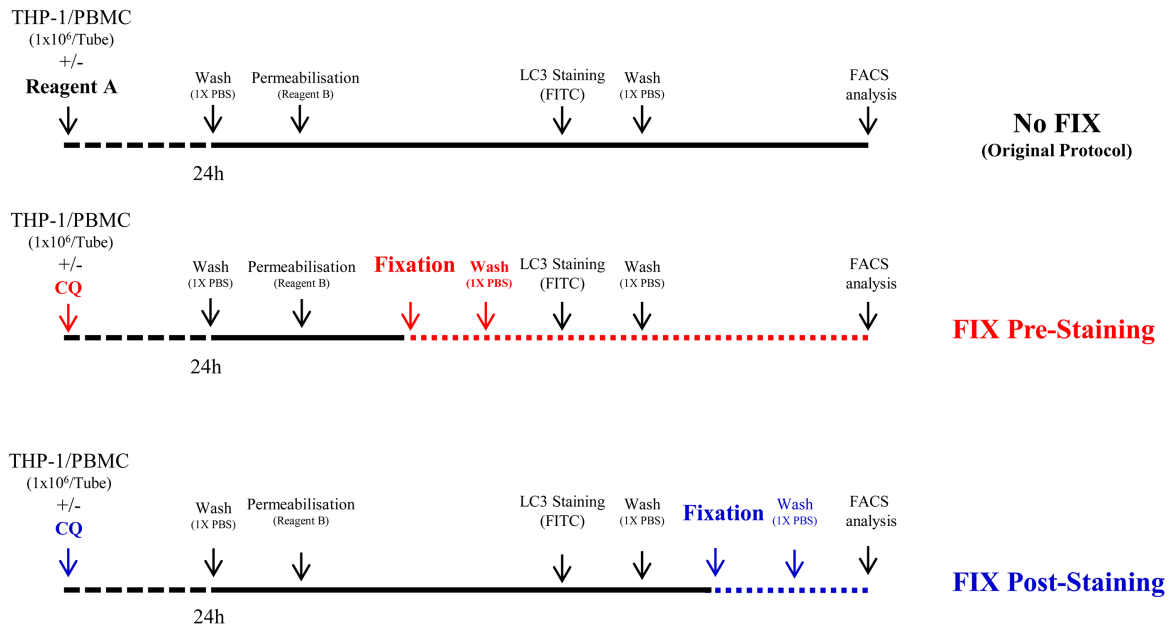 THP-1/PBMC
(1x10⁶/Tube)
+/-
Reagent A
Wash
(1X PBS)
Permeabilisation
(Reagent B)
LC3 Staining
(FITC)
Wash
(1X PBS)
FACS
analysis
24h
No FIX
(Original Protocol)
THP-1/PBMC
(1x10⁶/Tube)
+/-
CQ
Wash
(1X PBS)
Permeabilisation
(Reagent B)
Fixation
Wash
(1X PBS)
LC3 Staining
(FITC)
Wash
(1X PBS)
FACS
analysis
24h
FIX Pre-Staining
THP-1/PBMC
(1x10⁶/Tube)
+/-
CQ
Wash
(1X PBS)
Permeabilisation
(Reagent B)
LC3 Staining
(FITC)
Wash
(1X PBS)
Fixation
Wash
(1X PBS)
FACS
analysis
24h
FIX Post-Staining